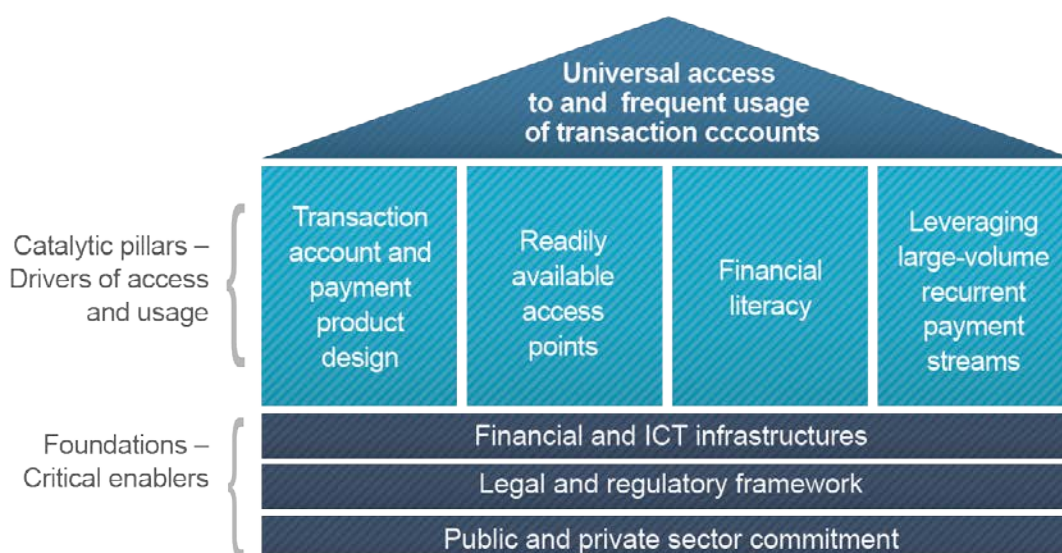 Universal access
to and frequent usage
of transaction cccounts
Catalytic pillars –
Drivers of access
and usage
Transaction
account and
payment
product
design
Readily
available
access
points
Financial
literacy
Leveraging
large-volume
recurrent
payment
streams
Foundations –
Critical enablers
Financial and ICT infrastructures
Legal and regulatory framework
Public and private sector commitment